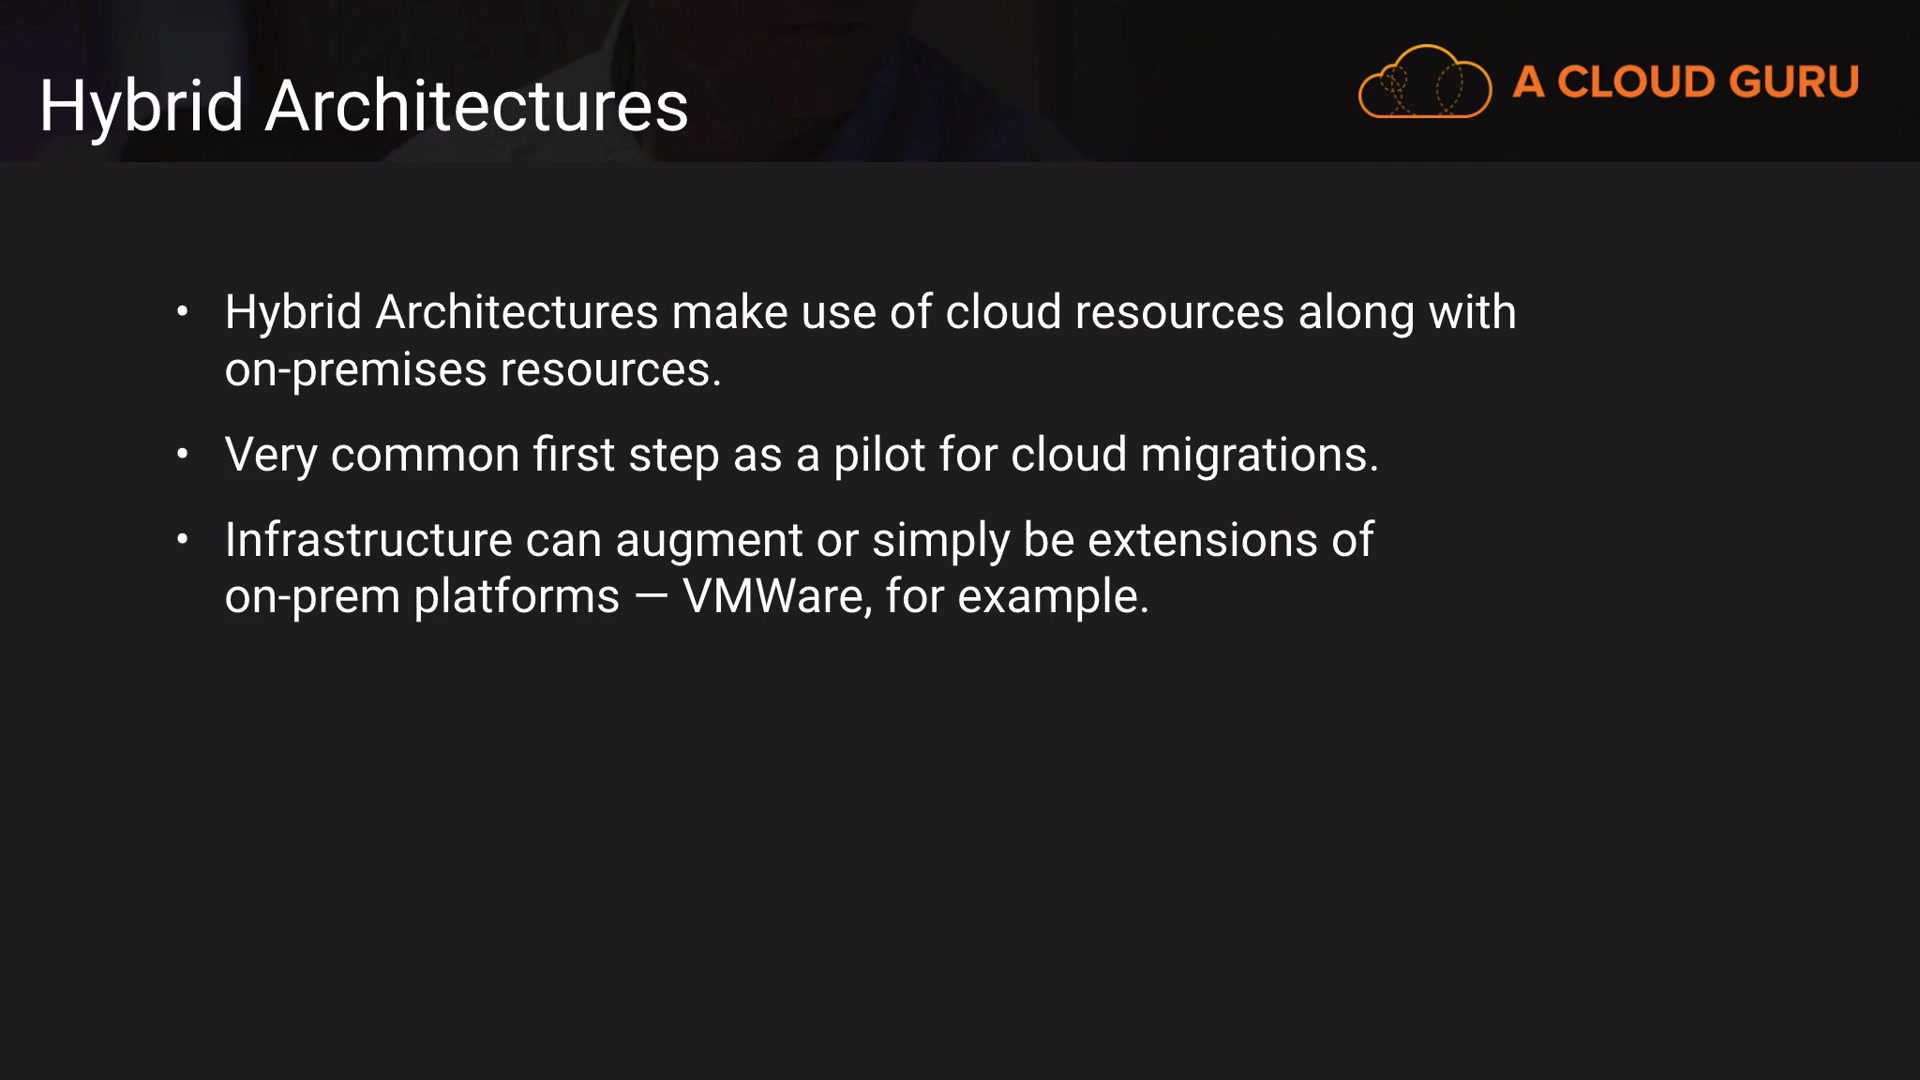 Hybrid Architectures
A CLOUD GURU
• Hybrid Architectures make use of cloud resources along with
on-premises resources.
• Very common first step as a pilot for cloud migrations.
• Infrastructure can augment or simply be extensions of
on-prem platforms — VMWare, for example.